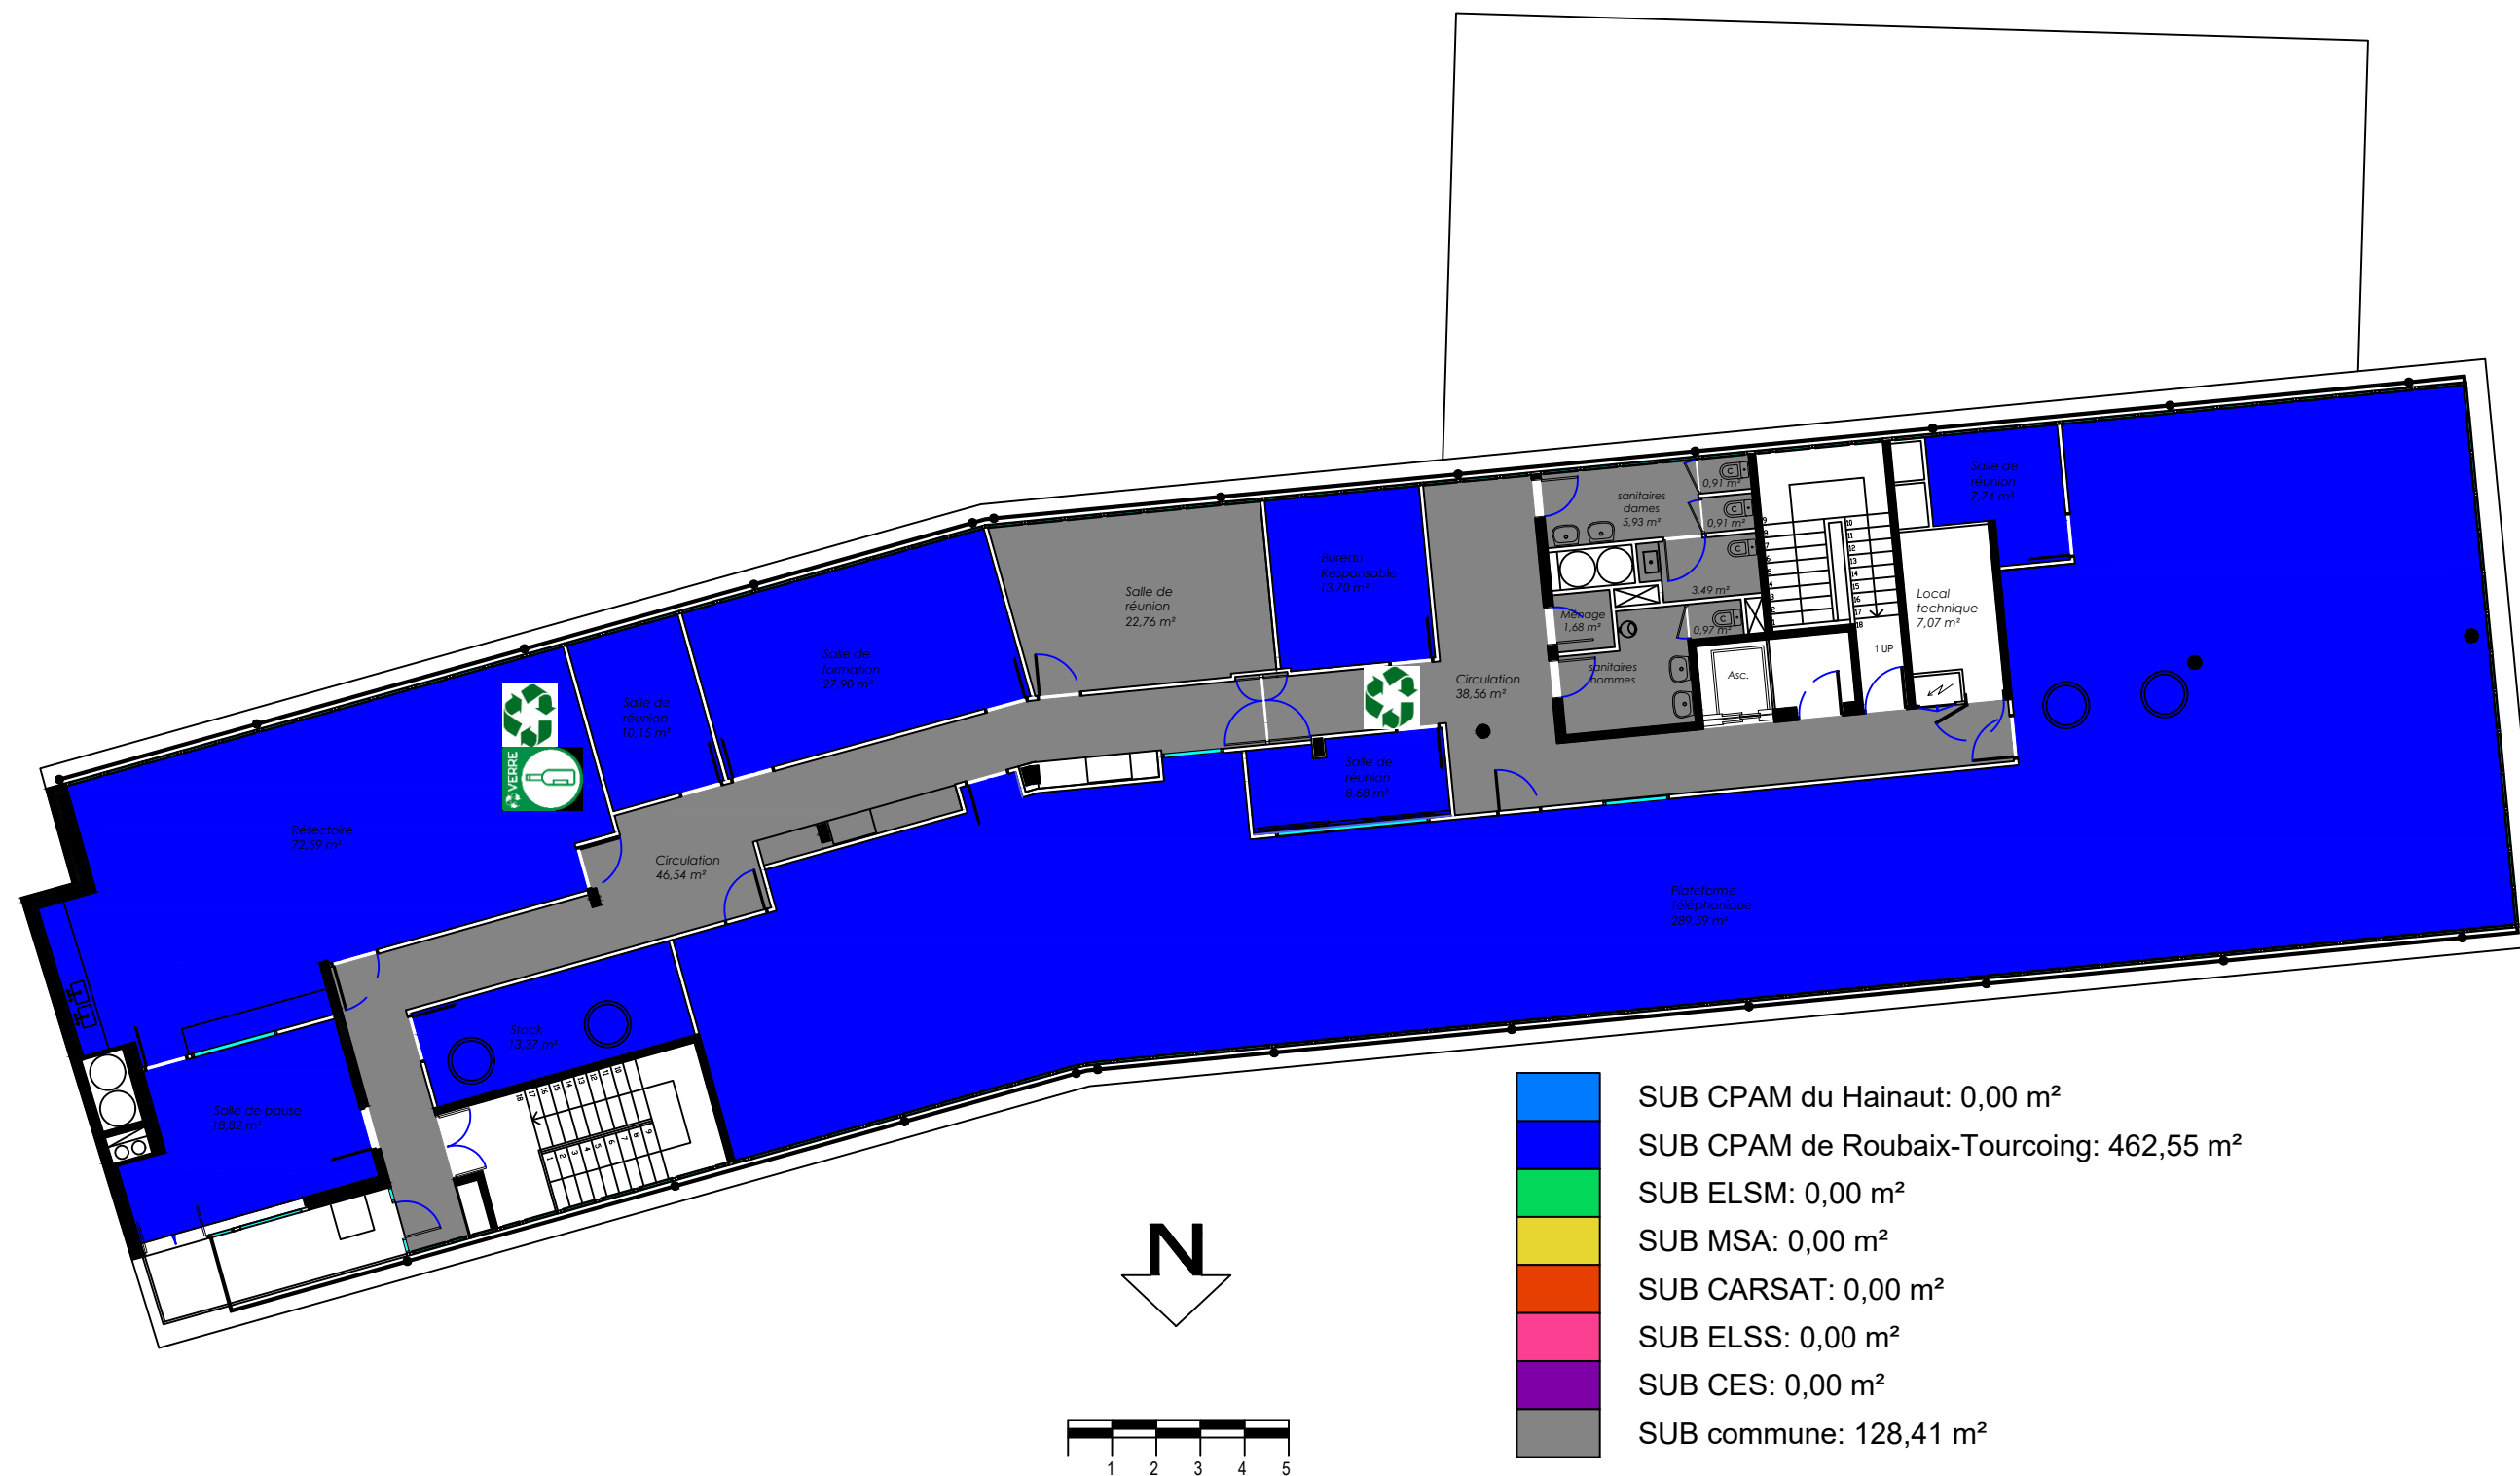 Salle de
réunion
7,74 m²
sanitaires
dames
5,93 m²
0,91 m²
0,91 m²
3,49 m²
0,97 m²
Ménage
1,68 m²
sanitaires
hommes
Asc.
1 UP
Local
technique
7,07 m²
Bureau
Responsable
13,70 m²
Salle de
réunion
22,76 m²
Salle de
formation
27,90 m²
Salle de
réunion
10,15 m²
VERRE
Circulation
38,56 m²
Salle de
réunion
8,68 m²
Réfectoire
72,59 m²
Circulation
46,54 m²
Plateforme
Téléphonique
289,59 m²
Stock
13,37 m²
Salle de pause
18,82 m²
N
1 2 3 4 5
SUB CPAM du Hainaut: 0,00 m²
SUB CPAM de Roubaix-Tourcoing: 462,55 m²
SUB ELSM: 0,00 m²
SUB MSA: 0,00 m²
SUB CARSAT: 0,00 m²
SUB ELSS: 0,00 m²
SUB CES: 0,00 m²
SUB commune: 128,41 m²